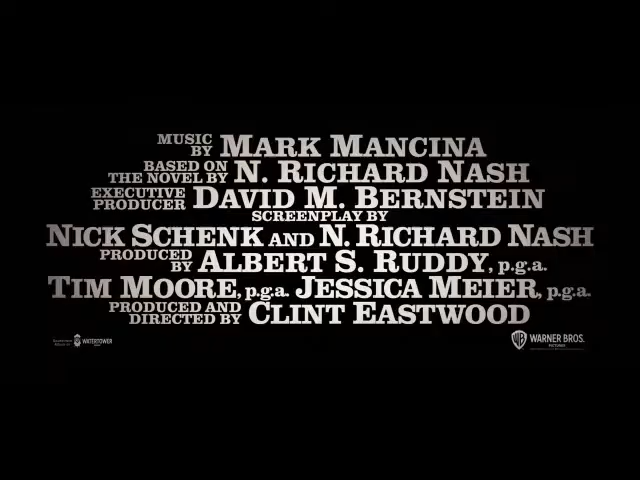 MUSIC BY MARK MANCINA
BASED ON THE NOVEL BY N. RICHARD NASH
EXECUTIVE PRODUCER DAVID M. BERNSTEIN
SCREENPLAY BY
NICK SCHENK AND N. RICHARD NASH
PRODUCED BY ALBERT S. RUDDY, p.g.a.
TIM MOORE, p.g.a. JESSICA MEIER, p.g.a.
PRODUCED AND DIRECTED BY CLINT EASTWOOD
WATERTOWER
WB WARNER BROS.
PICTURES